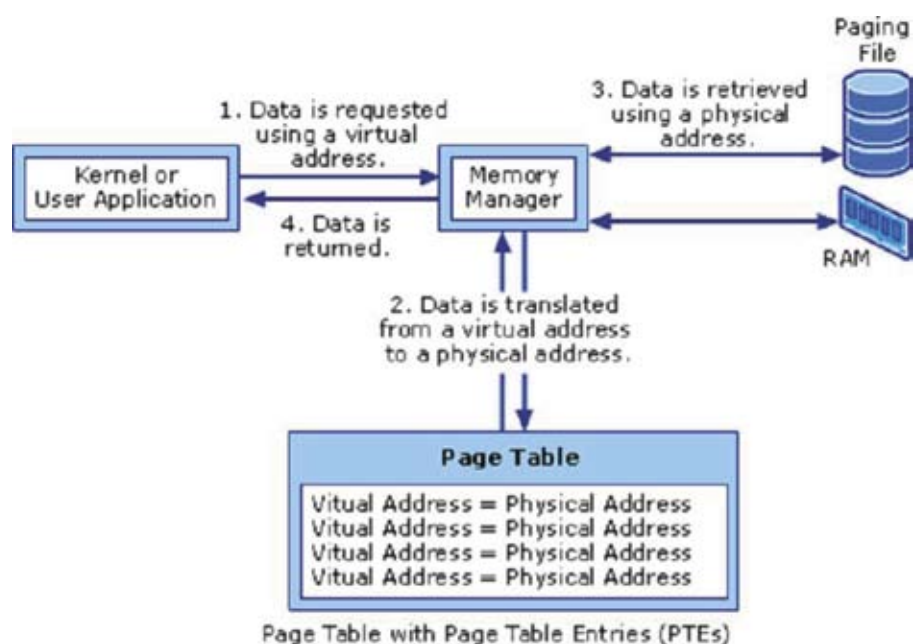 Paging
File
3. Data is retrieved
using a physical
address.
1. Data is requested
using a virtual
address.
Kernel or
User Application
Memory
Manager
4. Data is
returned.
RAM
2. Data is translated
from a virtual address
to a physical address.
Page Table
Vitual Address = Physical Address
Vitual Address = Physical Address
Vitual Address = Physical Address
Vitual Address = Physical Address
Page Table with Page Table Entries (PTEs)